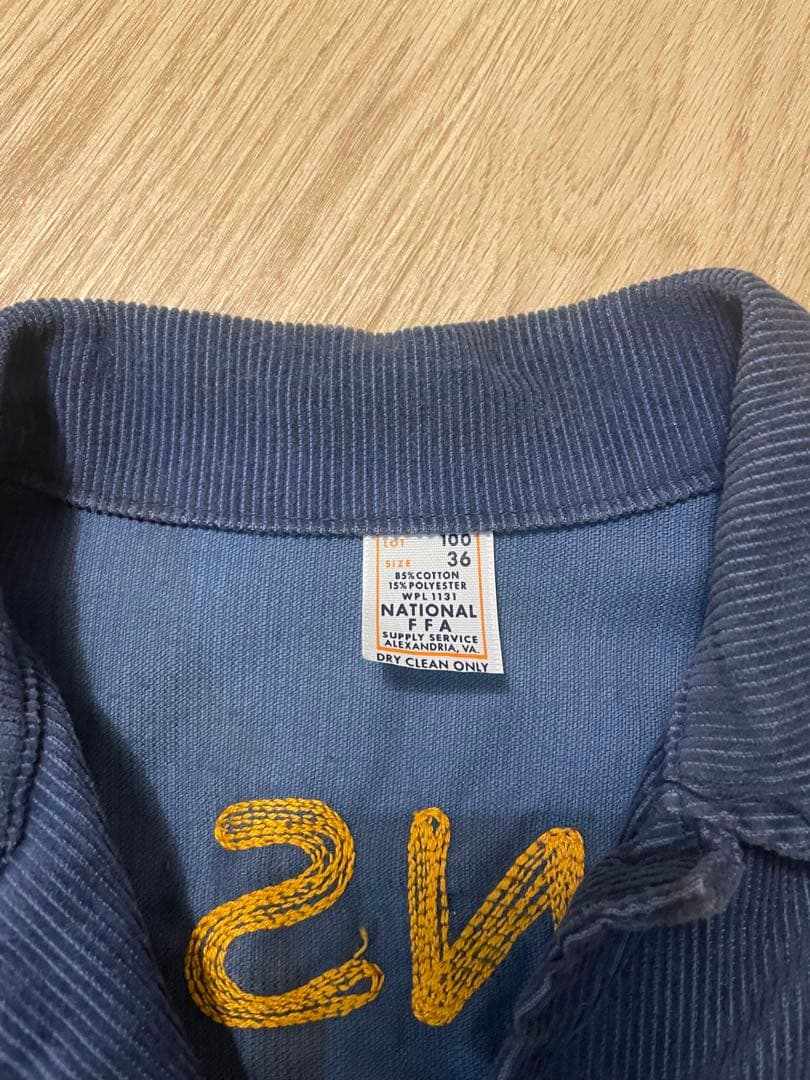 LOT 100
SIZE 36
85% COTTON
15% POLYESTER
WPL 1131
NATIONAL
FFA
SUPPLY SERVICE
ALEXANDRIA, VA.
DRY CLEAN ONLY